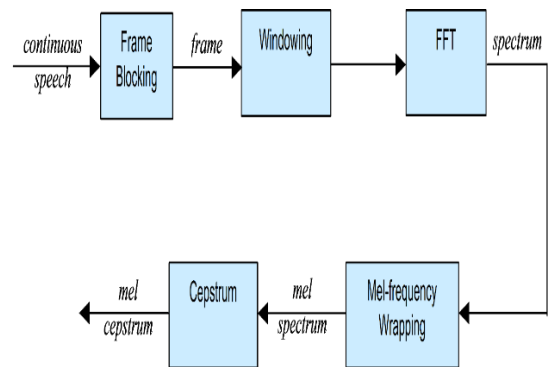 continuous
speech
Frame
Blocking
frame
Windowing
FFT
spectrum
mel
cepstrum
Cepstrum
mel
spectrum
Mel-frequency
Wrapping